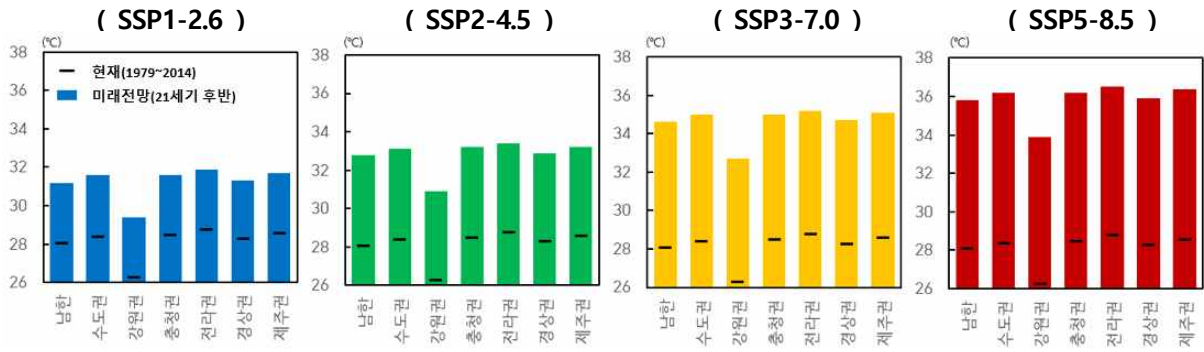 ( SSP1-2.6 ) ( SSP2-4.5 ) ( SSP3-7.0 ) ( SSP5-8.5 )
(℃) (℃) (℃) (℃)
현재(1979~2014)
미래전망(21세기 후반)
38 36 34 32 30 28 26
남한 수도권 강원권 충청권 전라권 경상권 제주권
38 36 34 32 30 28 26
남한 수도권 강원권 충청권 전라권 경상권 제주권
38 36 34 32 30 28 26
남한 수도권 강원권 충청권 전라권 경상권 제주권
38 36 34 32 30 28 26
남한 수도권 강원권 충청권 전라권 경상권 제주권